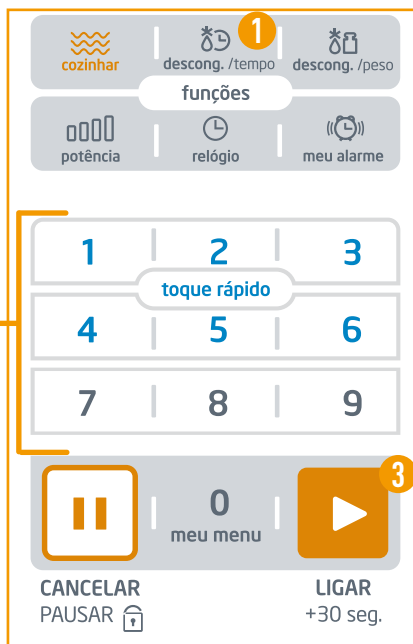 1
cozinhar
descong. /tempo
descong. /peso
funções
potência
relógio
meu alarme
1 2 3
toque rápido
4 5 6
7 8 9
3
0
meu menu
CANCELAR
PAUSAR
LIGAR
+30 seg.